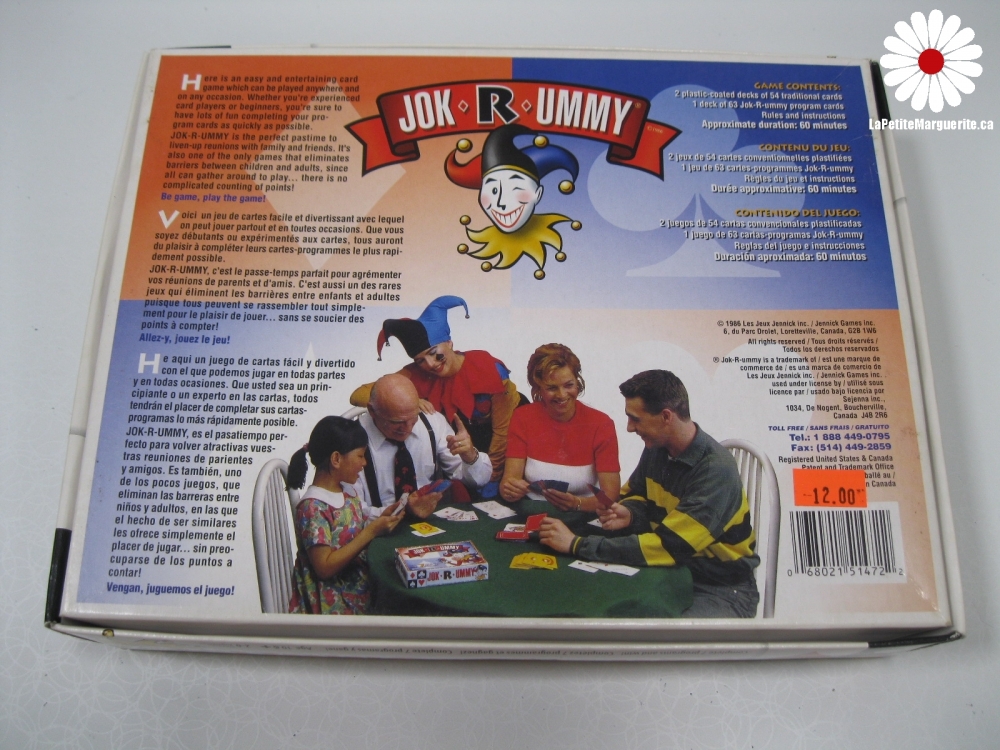 LaPetiteMarguerite.ca
JOK•R•UMMY®
Here is an easy and entertaining card
game which can be played anywhere and
on any occasion. Whether you're experienced
card players or beginners, you're sure to
have lots of fun completing your pro-
gram cards as quickly as possible.
JOK-R-UMMY is the perfect pastime to
liven-up reunions with family and friends. It's
also one of the only games that eliminates
barriers between children and adults, since
all can gather around to play... there is no
complicated counting of points!
Be game, play the game!
Voici un jeu de cartes facile et divertissant avec lequel
on peut jouer partout et en toutes occasions. Que vous
soyez débutants ou expérimentés aux cartes, tous auront
du plaisir à compléter leurs cartes-programmes le plus rapi-
dement possible.
JOK-R-UMMY, c'est le passe-temps parfait pour agrémenter
vos réunions de parents et d'amis. C'est aussi un des rares
jeux qui éliminent les barrières entre enfants et adultes
puisque tous peuvent se rassembler tout simple-
ment pour le plaisir de jouer... sans se soucier des
points à compter!
Allez-y, jouez le jeu!
He aqui un juego de cartas fácil y divertido
con el que podemos jugar en todas partes
y en todas ocasiones. Que usted sea un prin-
cipiante o un experto en las cartas, todos
tendrán el placer de completar sus cartas-
programas lo más rápidamente posible.
JOK-R-UMMY, es el pasatiempo per-
fecto para volver atractivas vues-
tras reuniones de parientes
y amigos. Es también, uno
de los pocos juegos, que
eliminan las barreras entre
niños y adultos, en las que
el hecho de ser similares
les ofrece simplemente el
placer de jugar... sin preo-
cuparse de los puntos a
contar!
Vengan, juguemos el juego!
GAME CONTENTS:
2 plastic-coated decks of 54 traditional cards
1 deck of 63 Jok-R-ummy program cards
Rules and instructions
Approximate duration: 60 minutes
CONTENU DU JEU:
2 jeux de 54 cartes conventionnelles plastifiées
1 jeu de 63 cartes-programmes Jok-R-ummy
Règles du jeu et instructions
Durée approximative: 60 minutes
CONTENIDO DEL JUEGO:
2 juegos de 54 cartas convencionales plastificadas
1 juego de 63 cartas-programas Jok-R-ummy
Reglas del juego e instrucciones
Duración aproximada: 60 minutos
© 1986 Les Jeux Jennick inc. / Jennick Games inc.
6, du Parc Orolet, Loretteville, Canada, G2B 1W6
All rights reserved / Tous droits réservés /
Todos los derechos reservados
® Jok-R-ummy is a trademark of / est une marque de
commerce de / es una marca de comercio de
Les Jeux Jennick inc. / Jennick Games inc.
used under license by / utilisé sous
licence par / usado bajo licencia por
Sejenna inc.,
1034, De Nogent, Boucherville,
Canada J4B 2R6
TOLL FREE / SANS FRAIS / GRATUITO
Tel.: 1 888 449-0795
Fax: (514) 449-2859
Registered United States & Canada
Patent and Trademark Office
ballé au /
n Canada
12.00
0 68021 51472 2
JOK•R•UMMY